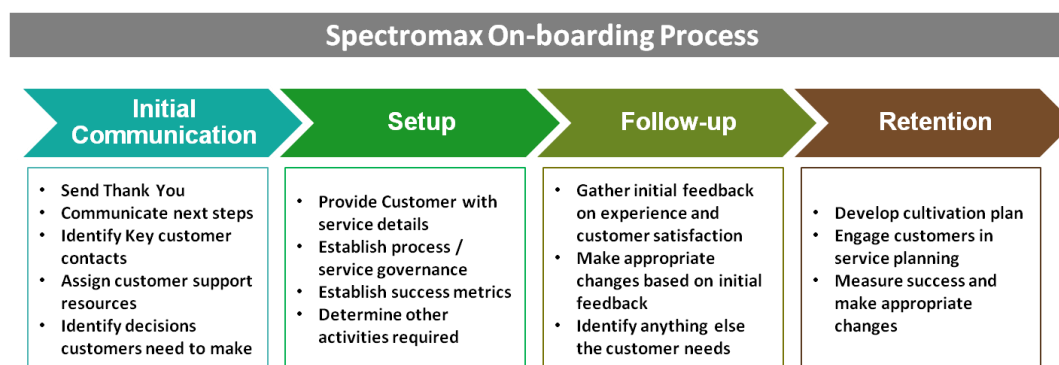 Spectromax On-boarding Process
Initial
Communication
Setup
Follow-up
Retention
• Send Thank You
• Communicate next steps
• Identify Key customer
contacts
• Assign customer support
resources
• Identify decisions
customers need to make
• Provide Customer with
service details
• Establish process /
service governance
• Establish success metrics
• Determine other
activities required
• Gather initial feedback
on experience and
customer satisfaction
• Make appropriate
changes based on initial
feedback
• Identify anything else
the customer needs
• Develop cultivation plan
• Engage customers in
service planning
• Measure success and
make appropriate
changes